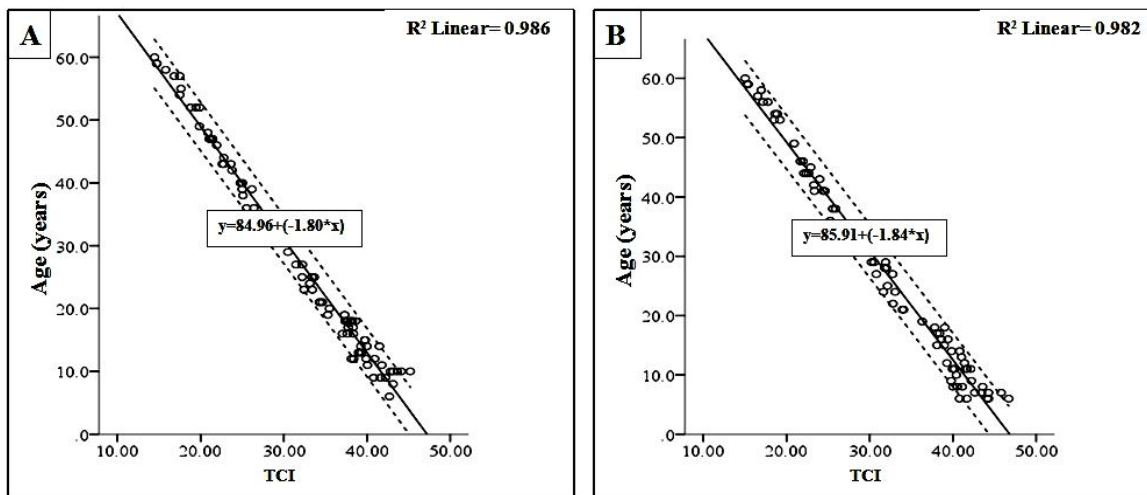 A
R² Linear= 0.986
60.0
50.0
40.0
30.0
20.0
10.0
.0
Age (years)
y=84.96+(-1.80*x)
10.00 20.00 30.00 40.00 50.00
TCI
B
R² Linear= 0.982
60.0
50.0
40.0
30.0
20.0
10.0
.0
Age (years)
y=85.91+(-1.84*x)
10.00 20.00 30.00 40.00 50.00
TCI